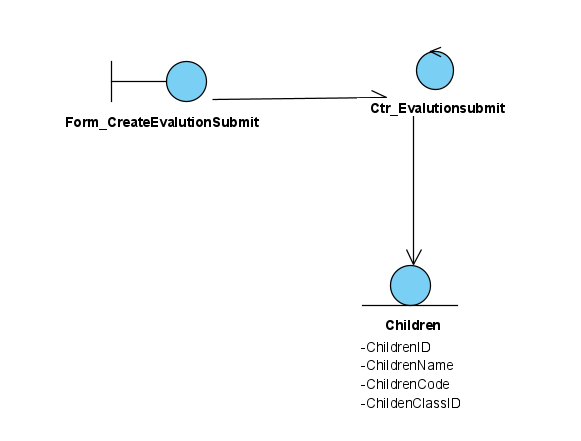 Form_CreateEvalutionSubmit
Ctr_Evalutionsubmit
Children
-ChildrenID
-ChildrenName
-ChildrenCode
-ChildenClassID